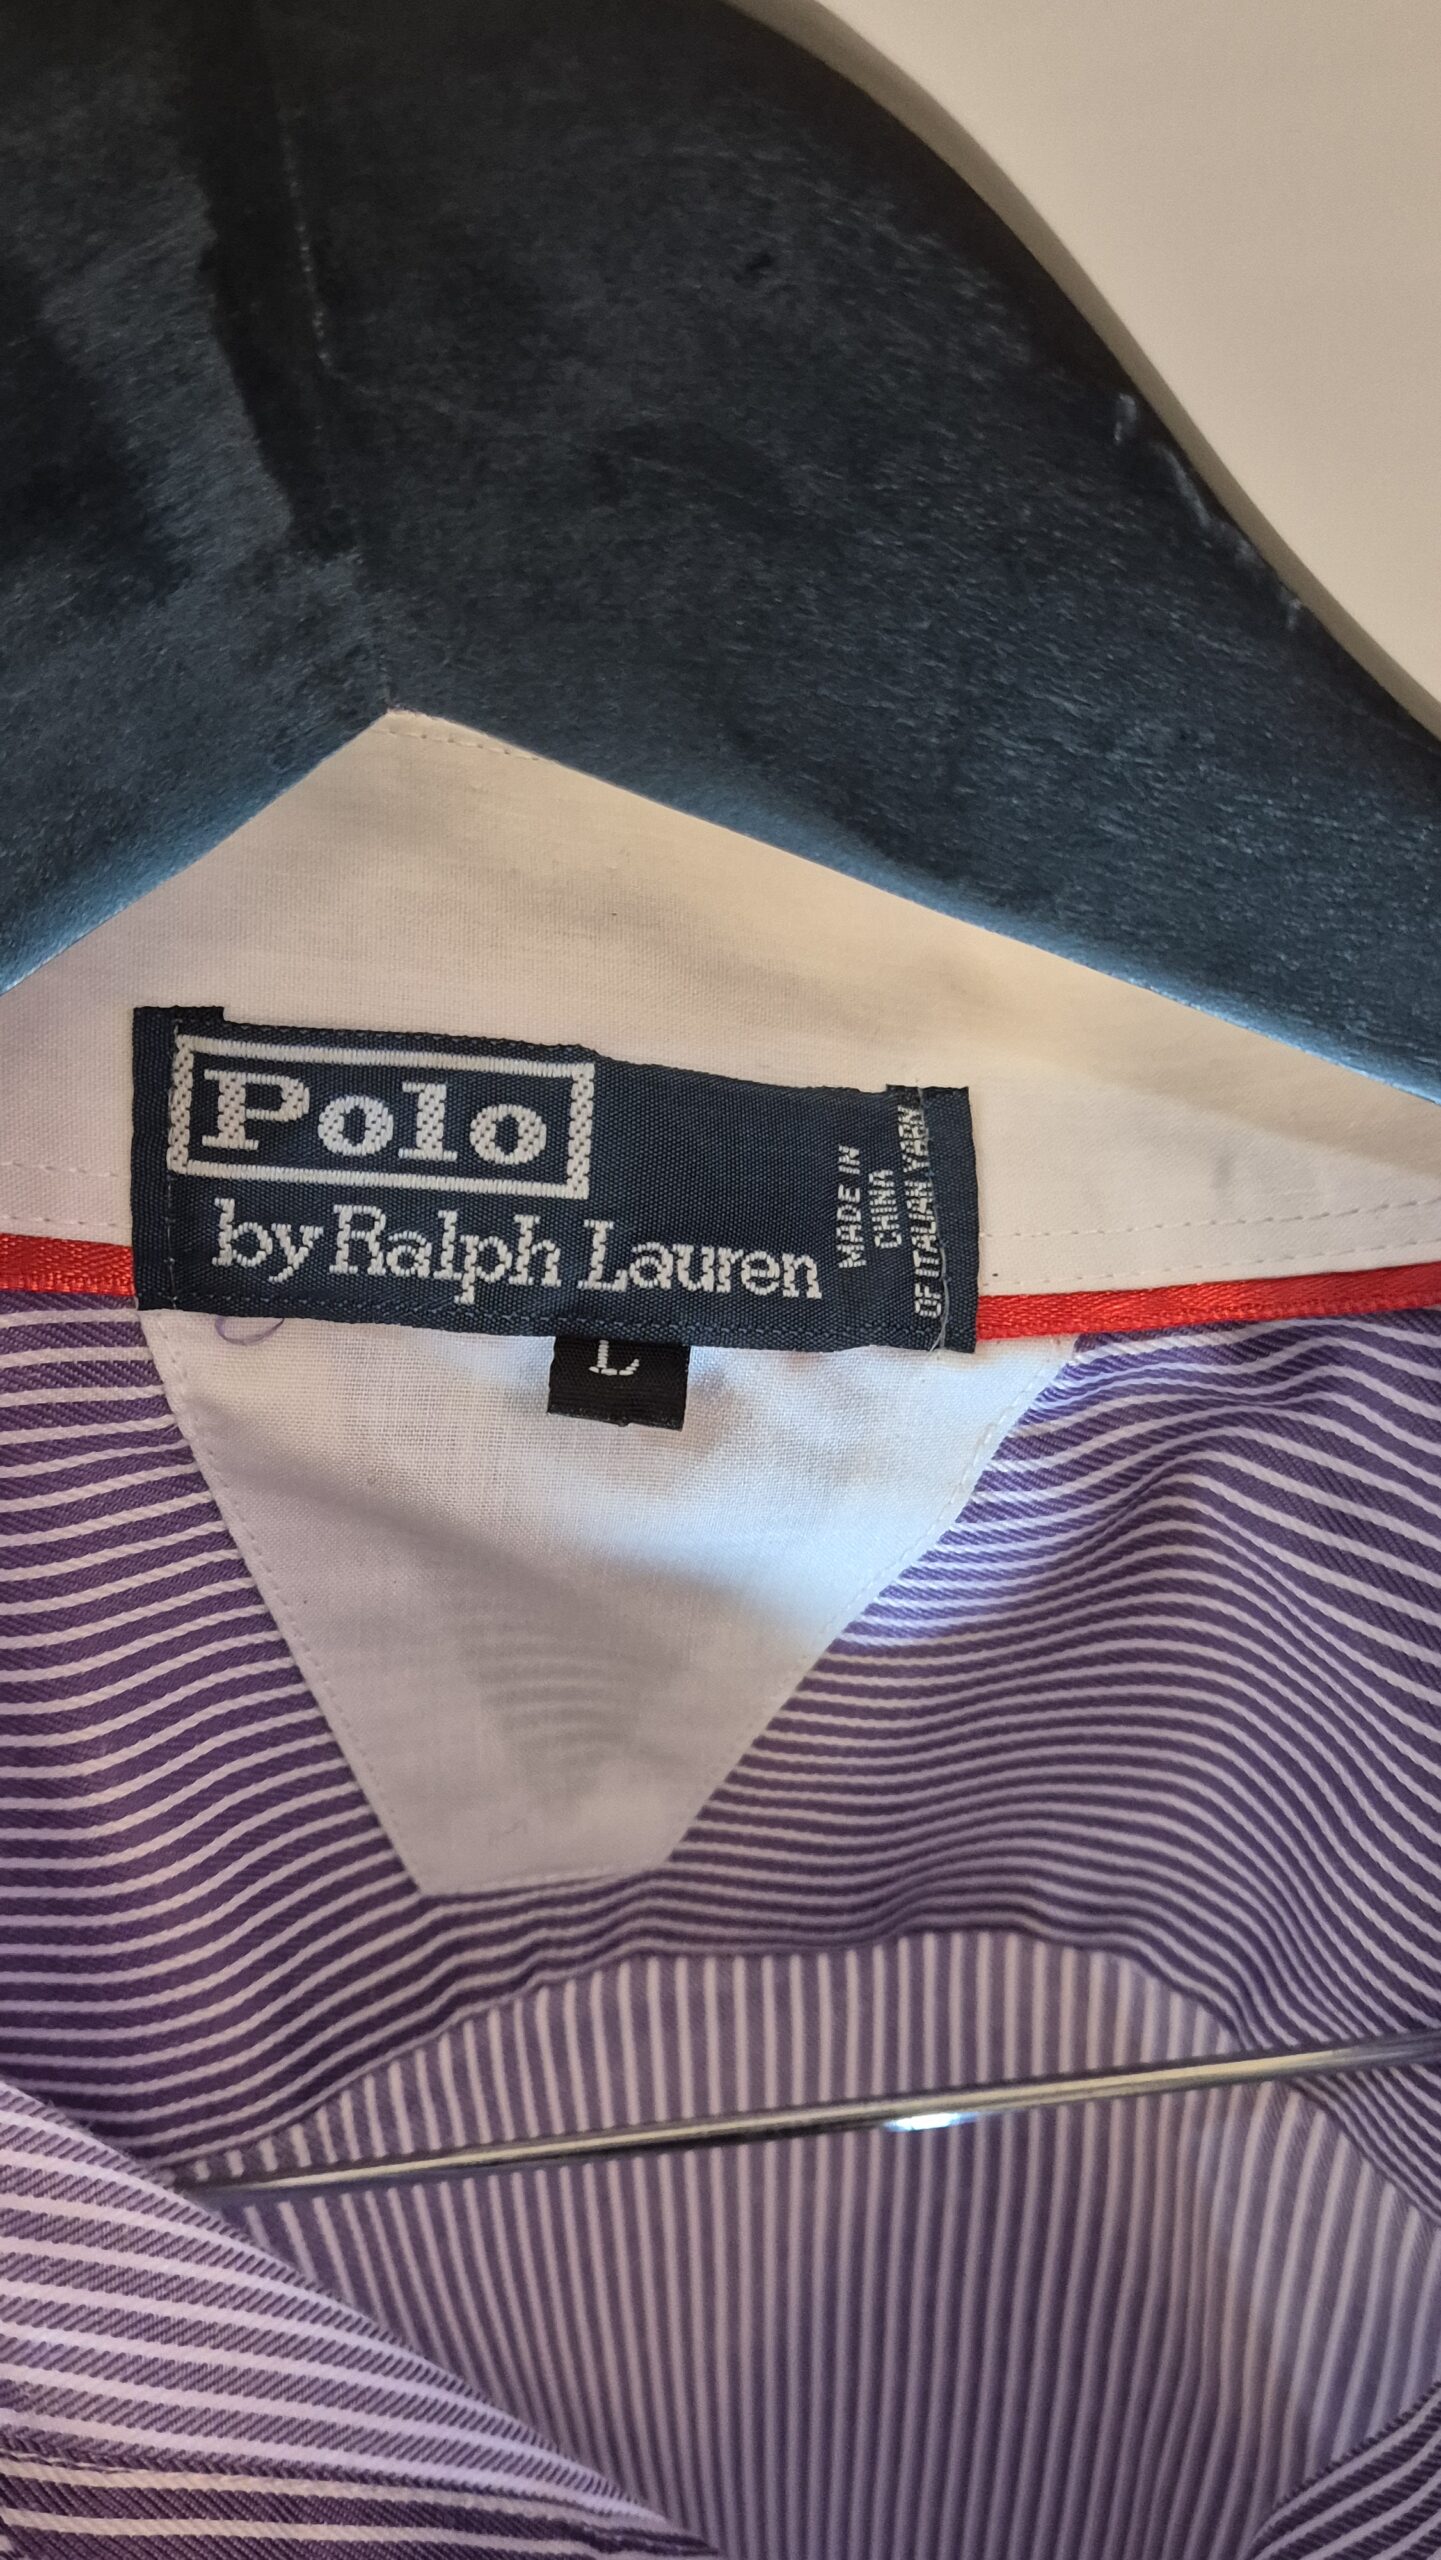 Polo
by Ralph Lauren
MADE IN
CHINA
OF ITALIAN YARN
L